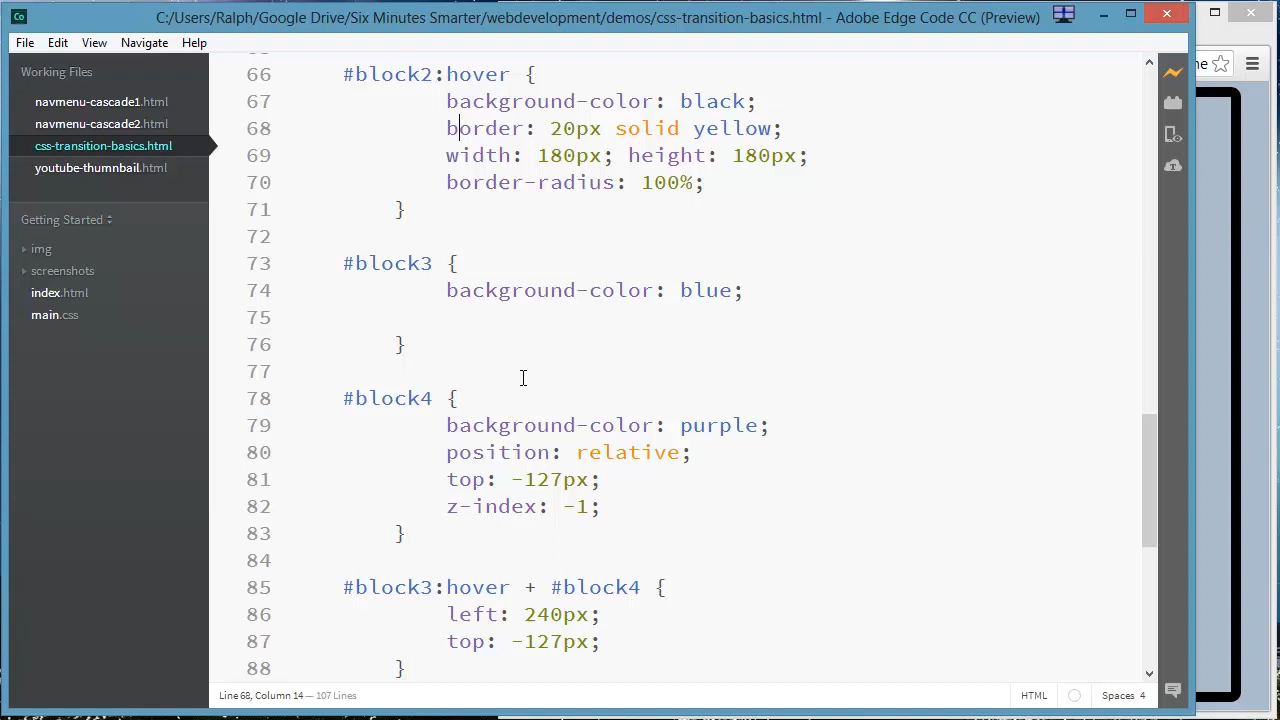 Co C:/Users/Ralph/Google Drive/Six Minutes Smarter/webdevelopment/demos/css-transition-basics.html - Adobe Edge Code CC (Preview)
File Edit View Navigate Help
Working Files
navmenu-cascade1.html
navmenu-cascade2.html
css-transition-basics.html
youtube-thumnbail.html
Getting Started
img
screenshots
index.html
main.css
66 #block2:hover {
67 background-color: black;
68 border: 20px solid yellow;
69 width: 180px; height: 180px;
70 border-radius: 100%;
71 }
72
73 #block3 {
74 background-color: blue;
75
76 }
77
78 #block4 {
79 background-color: purple;
80 position: relative;
81 top: -127px;
82 z-index: -1;
83 }
84
85 #block3:hover + #block4 {
86 left: 240px;
87 top: -127px;
88 }
Line 68, Column 14 — 107 Lines
HTML Spaces 4